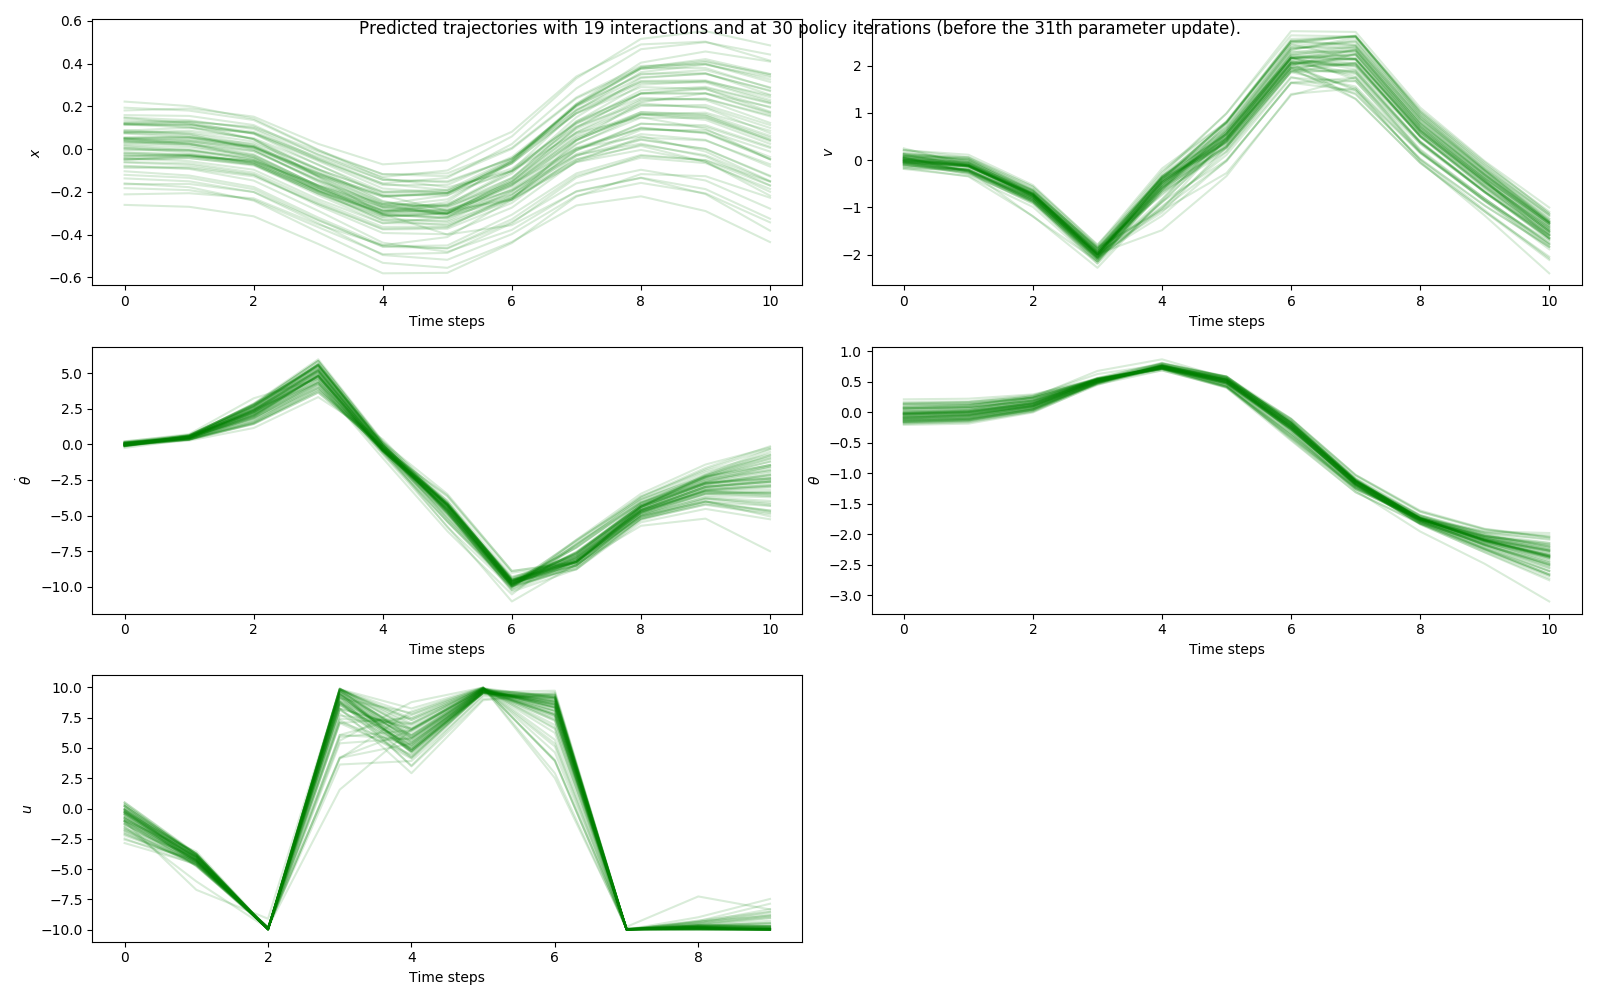 Predicted trajectories with 19 interactions and at 30 policy iterations (before the 31th parameter update).
0.6
0.4
0.2
0.0
−0.2
−0.4
−0.6
x
0 2 4 6 8 10
Time steps
2
1
0
−1
−2
v
0 2 4 6 8 10
Time steps
5.0
2.5
0.0
−2.5
−5.0
−7.5
−10.0
θ̇
0 2 4 6 8 10
Time steps
1.0
0.5
0.0
−0.5
−1.0
−1.5
−2.0
−2.5
−3.0
θ
0 2 4 6 8 10
Time steps
10.0
7.5
5.0
2.5
0.0
−2.5
−5.0
−7.5
−10.0
u
0 2 4 6 8
Time steps